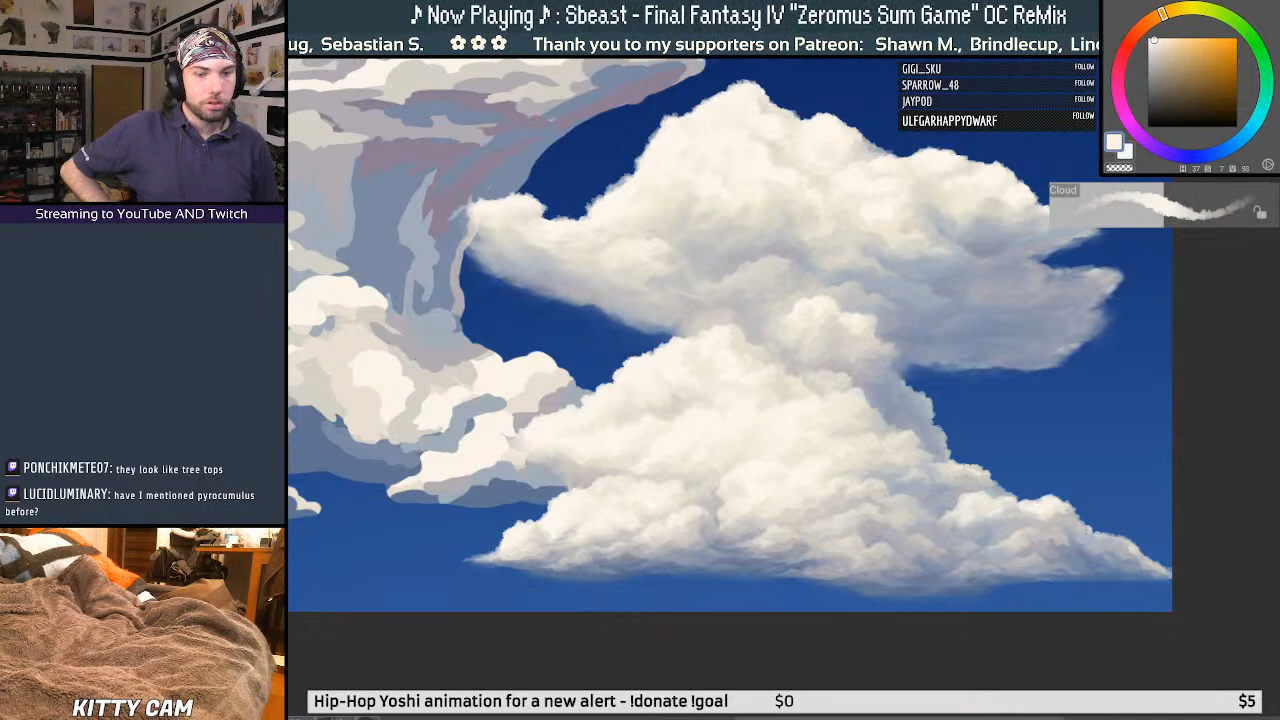 ♪ Now Playing ♪ : Sbeast - Final Fantasy IV "Zeromus Sum Game" OC ReMix
ug, Sebastian S. ✿ ✿ ✿ Thank you to my supporters on Patreon: Shawn M., Brindlecup, Lin
GIGI_SKU FOLLOW
SPARROW_48 FOLLOW
JAYPOD FOLLOW
ULFGARHAPPYDWARF FOLLOW
H 37 S 7 V 98
Cloud
Streaming to YouTube AND Twitch
PONCHIKMETE07: they look like tree tops
LUCIDLUMINARY: have I mentioned pyrocumulus
before?
KITTY CAM
Hip-Hop Yoshi animation for a new alert - !donate !goal $0 $5